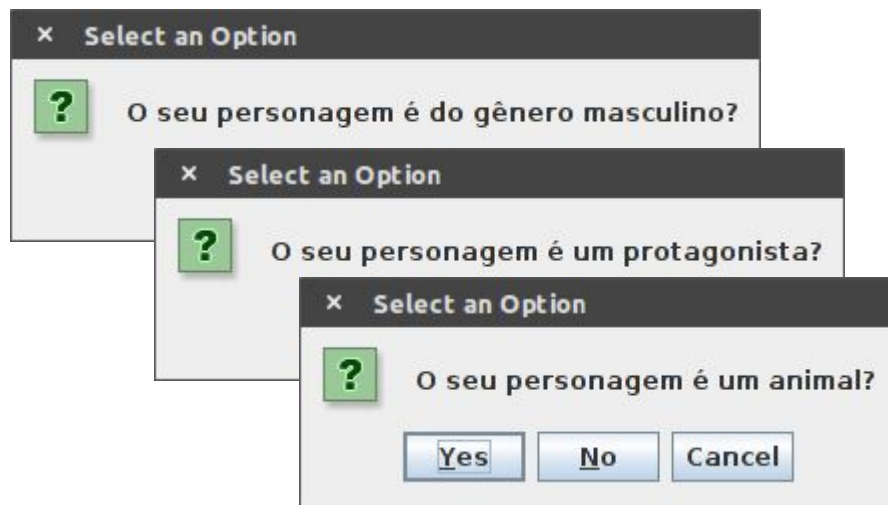 × Select an Option
? O seu personagem é do gênero masculino?
× Select an Option
? O seu personagem é um protagonista?
× Select an Option
? O seu personagem é um animal?
Yes No Cancel